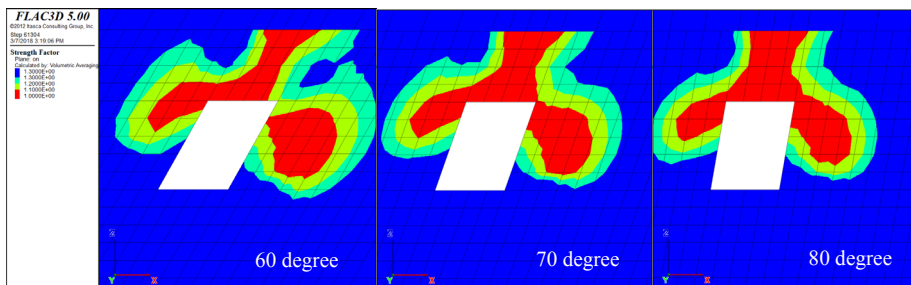 FLAC3D 5.00
©2012 Itasca Consulting Group, Inc.
Step 61304
3/7/2018 3:19:06 PM
Strength Factor
Plane: on
Calculated by: Volumetric Averaging
1.3000E+00
1.3000E+00
1.2000E+00
1.1000E+00
1.0000E+00
60 degree
70 degree
80 degree
Z
Y
X
Z
Y
X
Z
Y
X